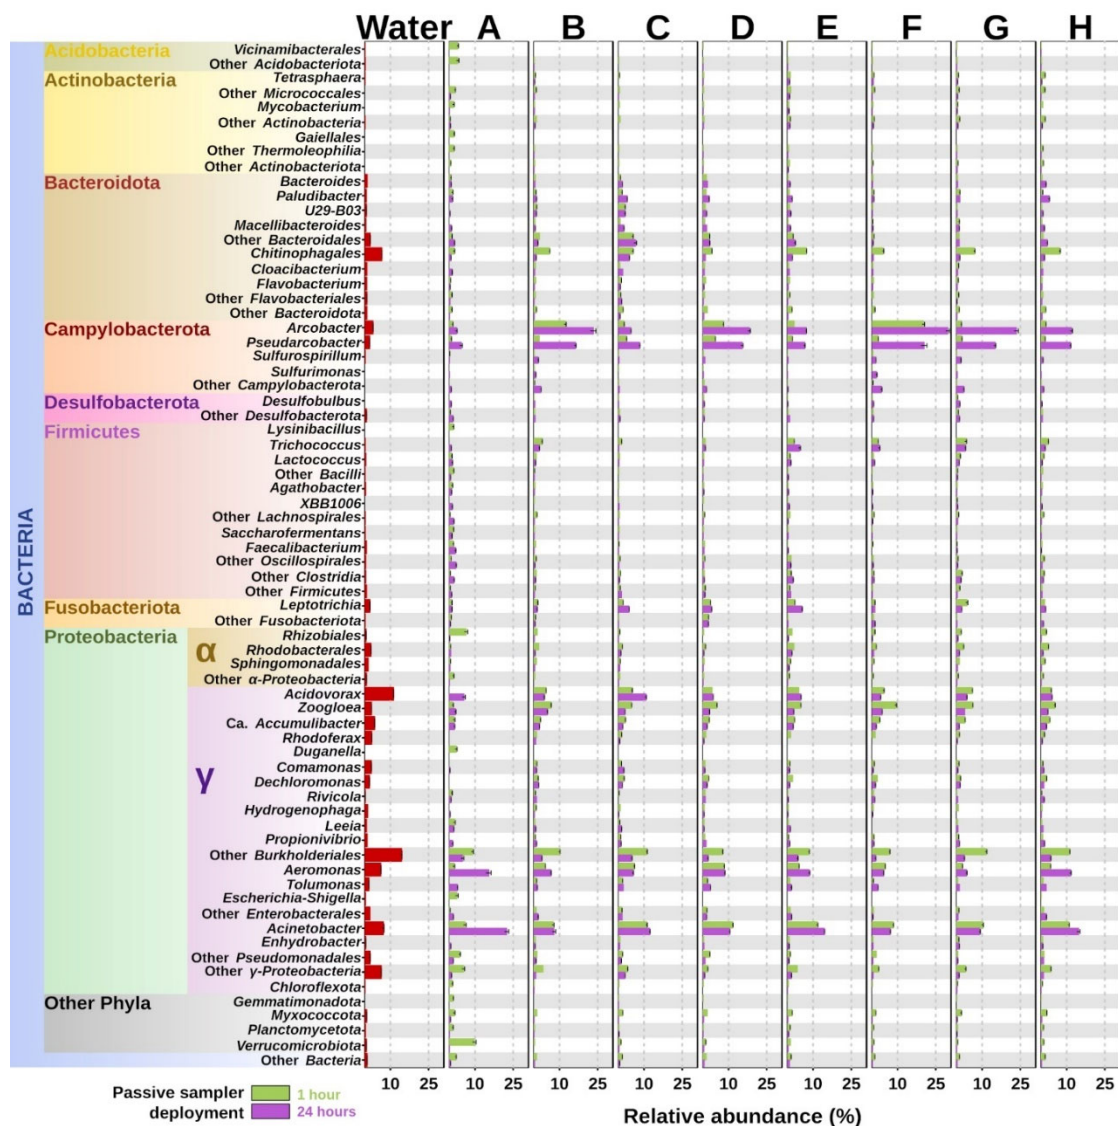 Water A B C D E F G H
BACTERIA
Acidobacteria
Vicinamibacterales
Other Acidobacteriota
Actinobacteria
Tetrasphaera
Other Micrococcales
Mycobacterium
Other Actinobacteria
Gaiellales
Other Thermoleophilia
Other Actinobacteriota
Bacteroidota
Bacteroides
Paludibacter
U29-B03
Macellibacteroides
Other Bacteroidales
Chitinophagales
Cloacibacterium
Flavobacterium
Other Flavobacteriales
Other Bacteroidota
Campylobacterota
Arcobacter
Pseudarcobacter
Sulfurospirillum
Sulfurimonas
Other Campylobacterota
Desulfobacterota
Desulfobulbus
Other Desulfobacterota
Firmicutes
Lysinibacillus
Trichococcus
Lactococcus
Other Bacilli
Agathobacter
XBB1006
Other Lachnospirales
Saccharofermentans
Faecalibacterium
Other Oscillospirales
Other Clostridia
Other Firmicutes
Fusobacteriota
Leptotrichia
Other Fusobacteriota
Proteobacteria
α
Rhizobiales
Rhodobacterales
Sphingomonadales
Other α-Proteobacteria
γ
Acidovorax
Zoogloea
Ca. Accumulibacter
Rhodoferax
Duganella
Comamonas
Dechloromonas
Rivicola
Hydrogenophaga
Leeia
Propionivibrio
Other Burkholderiales
Aeromonas
Tolumonas
Escherichia-Shigella
Other Enterobacterales
Acinetobacter
Enhydrobacter
Other Pseudomonadales
Other γ-Proteobacteria
Other Phyla
Chloroflexota
Gemmatimonadota
Myxococcota
Planctomycetota
Verrucomicrobiota
Other Bacteria
10 25 10 25 10 25 10 25 10 25 10 25 10 25 10 25 10 25
Passive sampler
deployment
1 hour
24 hours
Relative abundance (%)